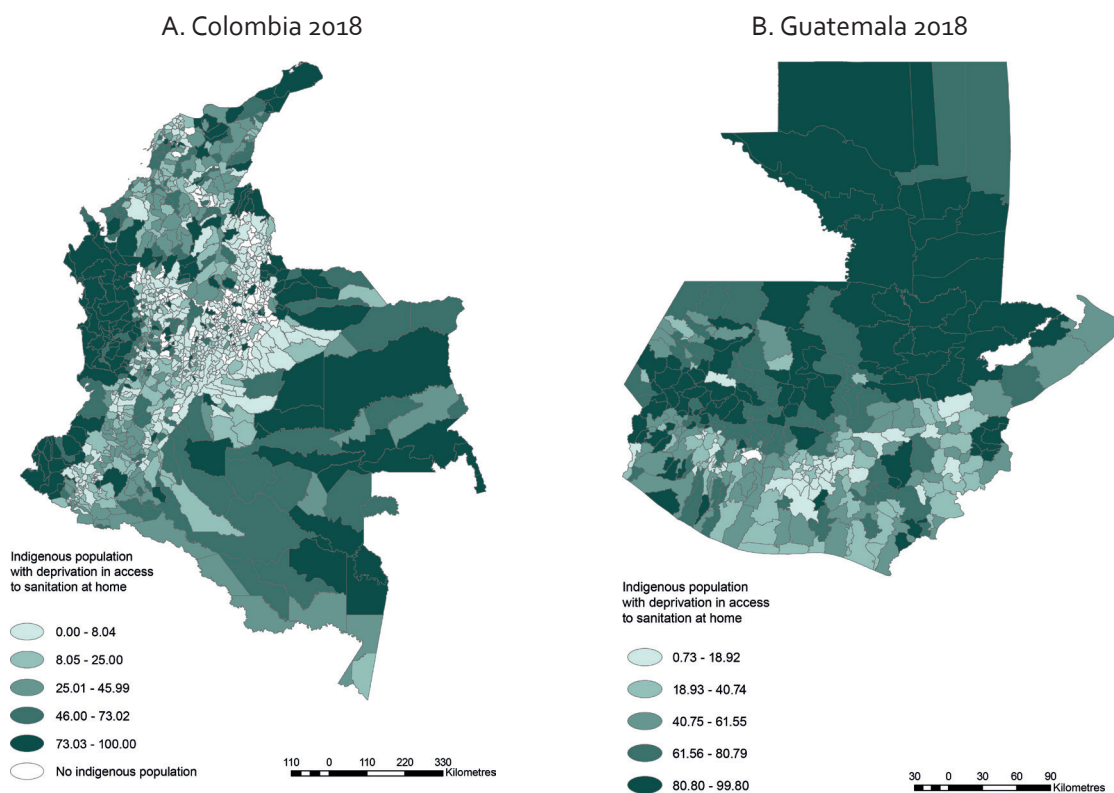 A. Colombia 2018
B. Guatemala 2018
Indigenous population
with deprivation in access
to sanitation at home
0.00 - 8.04
8.05 - 25.00
25.01 - 45.99
46.00 - 73.02
73.03 - 100.00
No indigenous population
110 0 110 220 330
Kilometres
Indigenous population
with deprivation in access
to sanitation at home
0.73 - 18.92
18.93 - 40.74
40.75 - 61.55
61.56 - 80.79
80.80 - 99.80
30 0 30 60 90
Kilometres